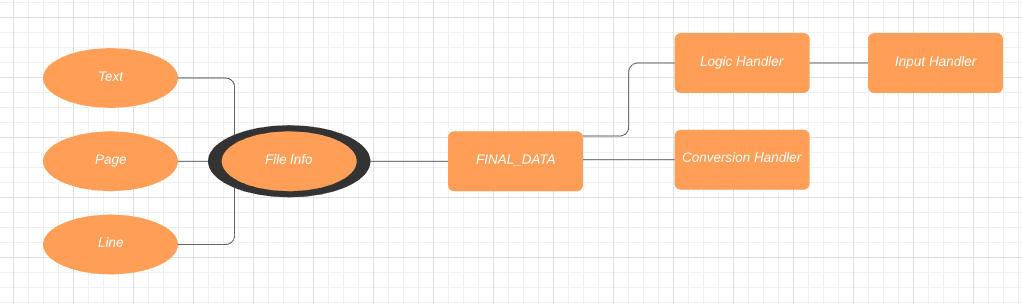 Text
Page
Line
File Info
FINAL_DATA
Logic Handler
Input Handler
Conversion Handler